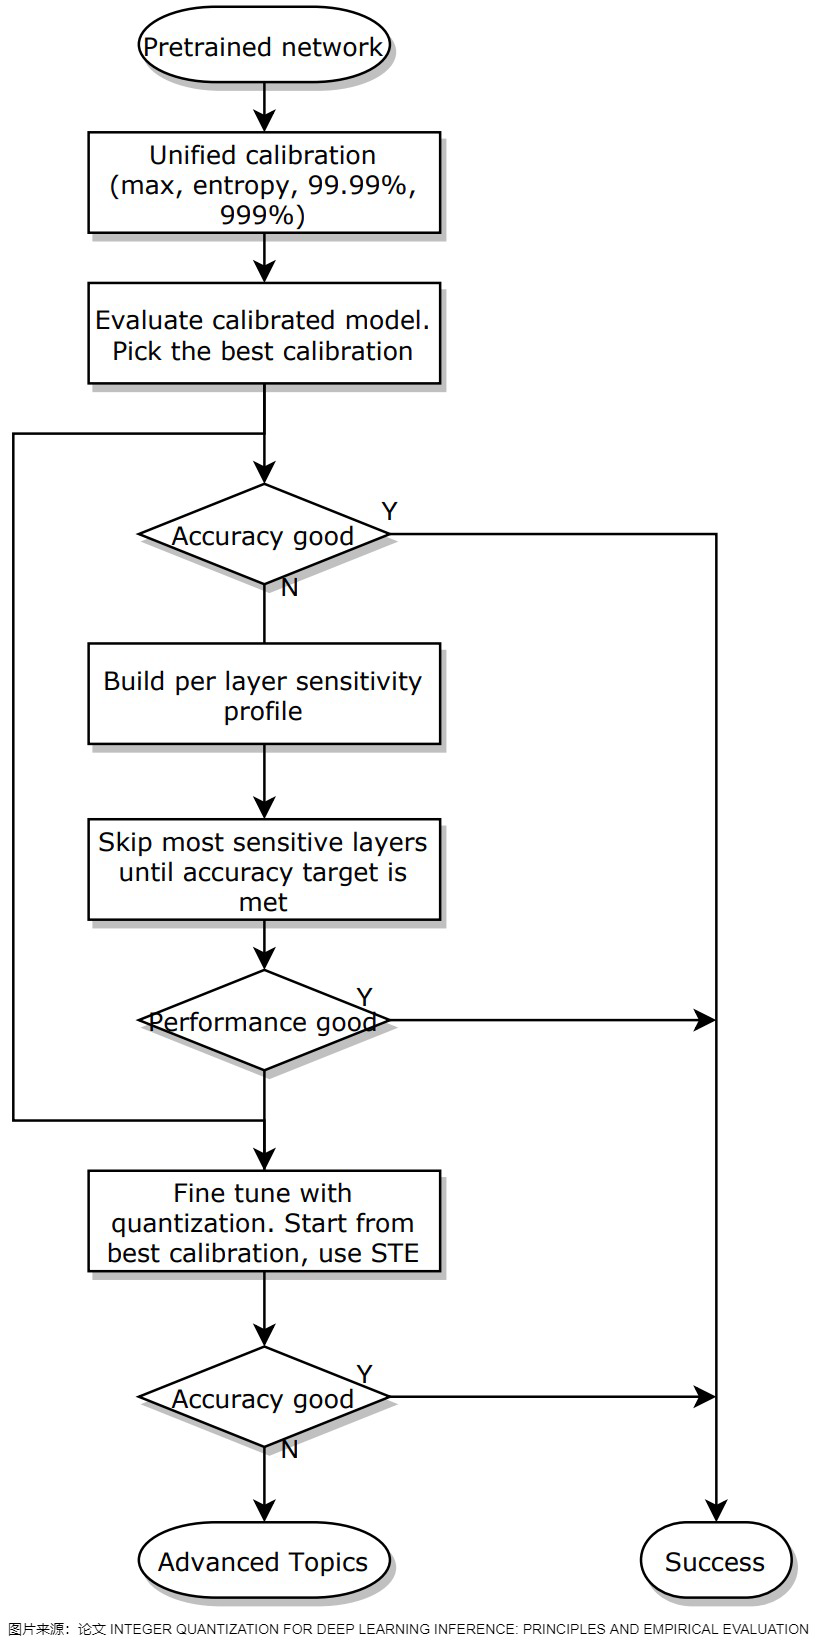 Pretrained network
Unified calibration
(max, entropy, 99.99%,
999%)
Evaluate calibrated model.
Pick the best calibration
Y
Accuracy good
N
Build per layer sensitivity
profile
Skip most sensitive layers
until accuracy target is
met
Y
Performance good
Fine tune with
quantization. Start from
best calibration, use STE
Y
Accuracy good
N
Advanced Topics
Success
图片来源：论文 INTEGER QUANTIZATION FOR DEEP LEARNING INFERENCE: PRINCIPLES AND EMPIRICAL EVALUATION